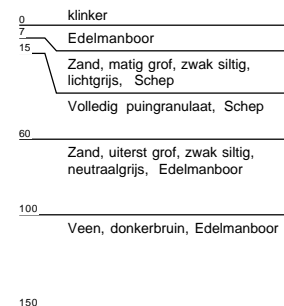 klinker
0
7
Edelmanboor
15
Zand, matig grof, zwak siltig,
lichtgrijs, Schep
Volledig puingranulaat, Schep
60
Zand, uiterst grof, zwak siltig,
neutraalgrijs, Edelmanboor
100
Veen, donkerbruin, Edelmanboor
150